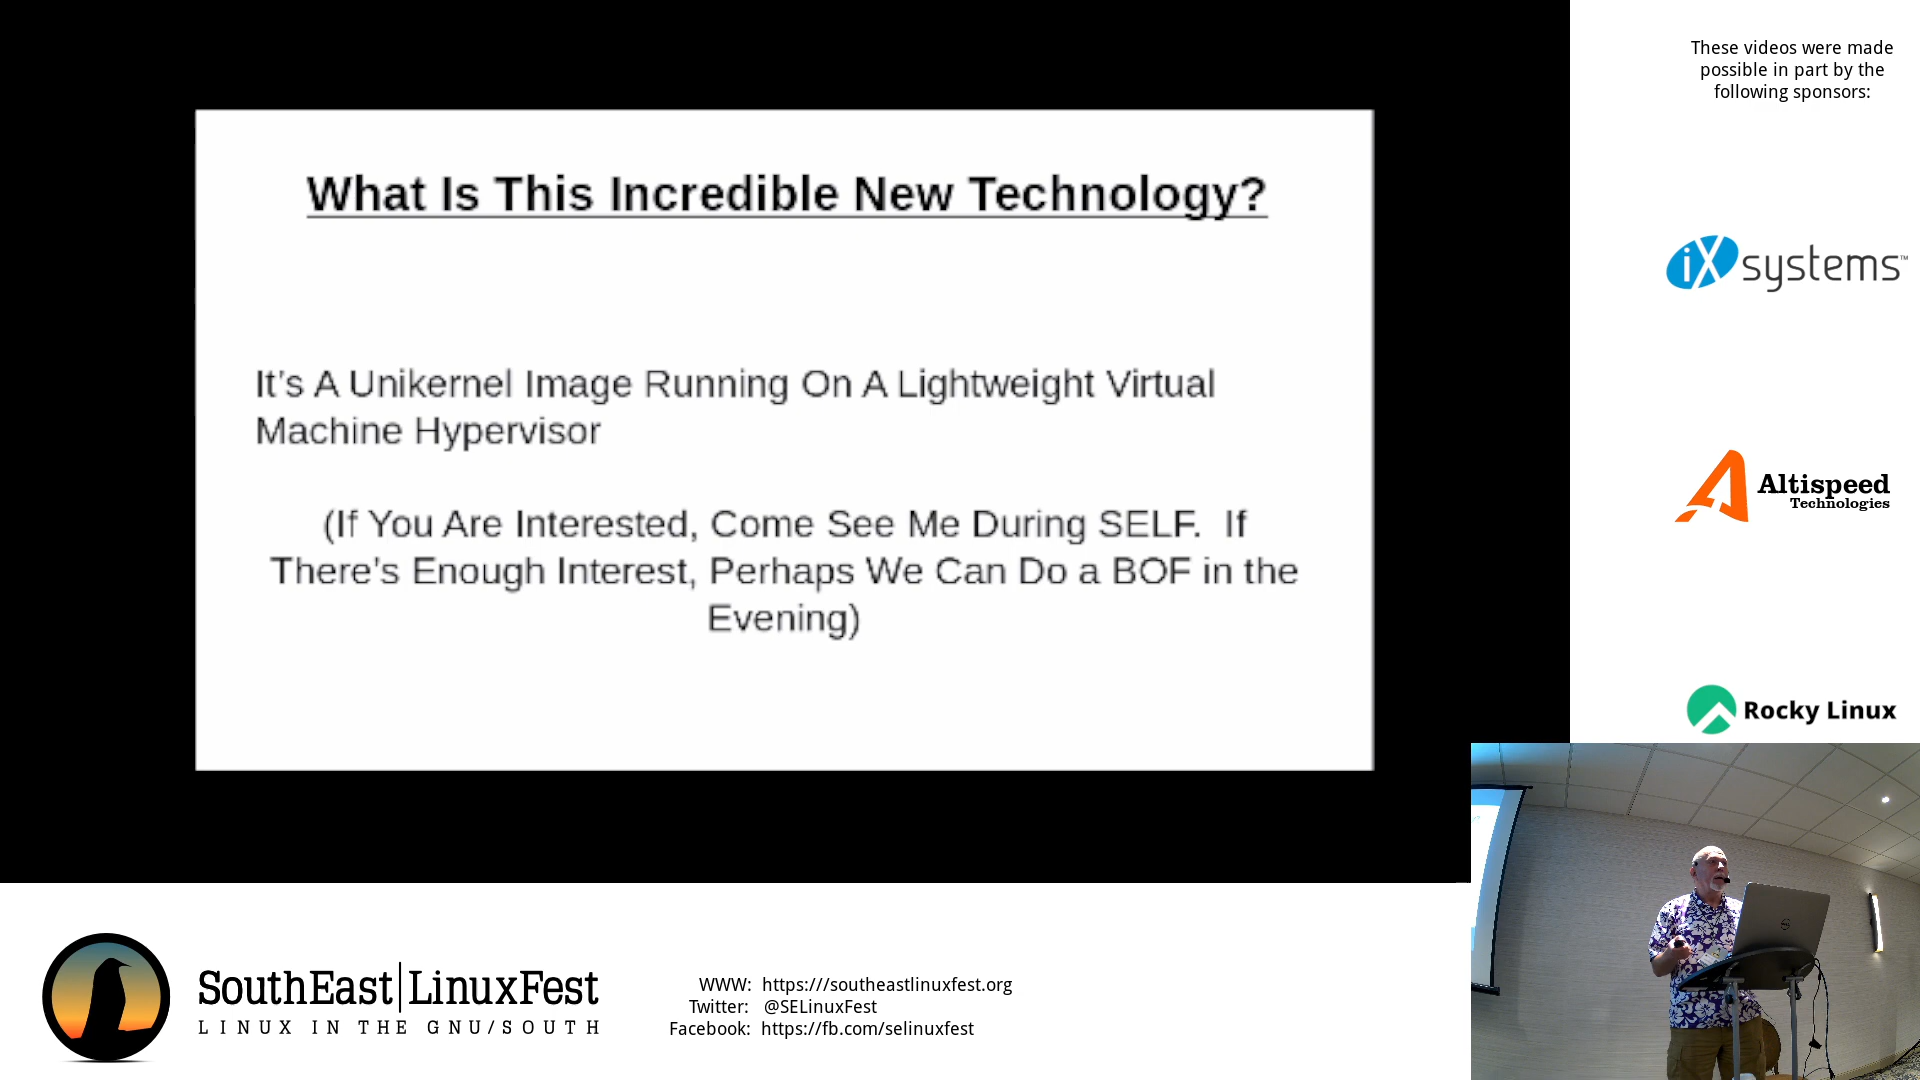 What Is This Incredible New Technology?
It's A Unikernel Image Running On A Lightweight Virtual
Machine Hypervisor
(If You Are Interested, Come See Me During SELF.  If
There's Enough Interest, Perhaps We Can Do a BOF in the
Evening)
These videos were made
possible in part by the
following sponsors:
iXsystems™
Altispeed
Technologies
Rocky Linux
SouthEast|LinuxFest
LINUX IN THE GNU/SOUTH
WWW: https:///southeastlinuxfest.org
Twitter: @SELinuxFest
Facebook: https://fb.com/selinuxfest